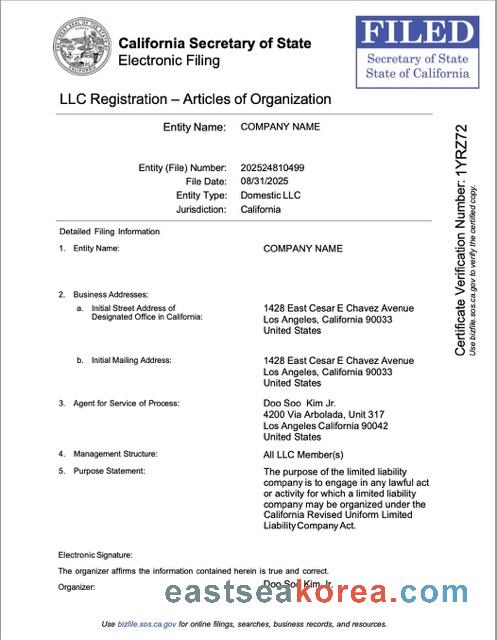 California Secretary of State
Electronic Filing
FILED
Secretary of State
State of California
LLC Registration – Articles of Organization
Entity Name: COMPANY NAME
Entity (File) Number: 202524810499
File Date: 08/31/2025
Entity Type: Domestic LLC
Jurisdiction: California
Detailed Filing Information
1. Entity Name: COMPANY NAME
2. Business Addresses:
a. Initial Street Address of
Designated Office in California:
1428 East Cesar E Chavez Avenue
Los Angeles, California 90033
United States
b. Initial Mailing Address:
1428 East Cesar E Chavez Avenue
Los Angeles, California 90033
United States
3. Agent for Service of Process:
Doo Soo Kim Jr.
4200 Via Arbolada, Unit 317
Los Angeles California 90042
United States
4. Management Structure: All LLC Member(s)
5. Purpose Statement:
The purpose of the limited liability
company is to engage in any lawful act
or activity for which a limited liability
company may be organized under the
California Revised Uniform Limited
Liability Company Act.
Electronic Signature:
The organizer affirms the information contained herein is true and correct.
Organizer: Doo Soo Kim Jr.
eastseakorea.com
Use bizfile.sos.ca.gov for online filings, searches, business records, and resources.
Certificate Verification Number: 1YRZ72
Use bizfile.sos.ca.gov to verify the certified copy.